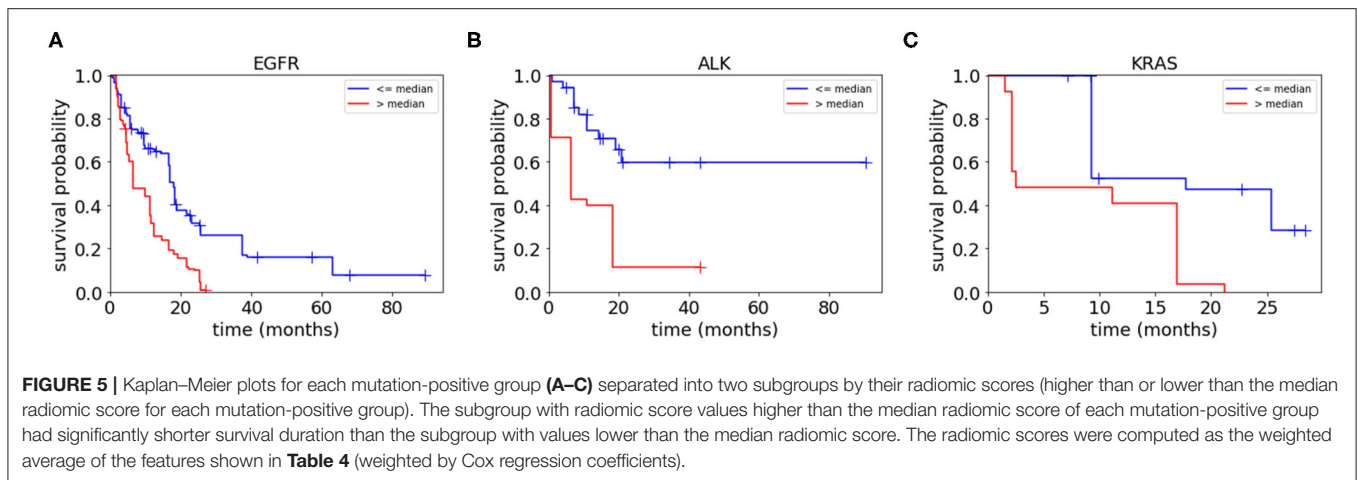 A
EGFR
<= median
> median
survival probability
1.0
0.8
0.6
0.4
0.2
0.0
0 20 40 60 80
time (months)
B
ALK
<= median
> median
survival probability
1.0
0.8
0.6
0.4
0.2
0.0
0 20 40 60 80
time (months)
C
KRAS
<= median
> median
survival probability
1.0
0.8
0.6
0.4
0.2
0.0
0 5 10 15 20 25
time (months)
FIGURE 5 | Kaplan–Meier plots for each mutation-positive group (A–C) separated into two subgroups by their radiomic scores (higher than or lower than the median
radiomic score for each mutation-positive group). The subgroup with radiomic score values higher than the median radiomic score of each mutation-positive group
had significantly shorter survival duration than the subgroup with values lower than the median radiomic score. The radiomic scores were computed as the weighted
average of the features shown in Table 4 (weighted by Cox regression coefficients).